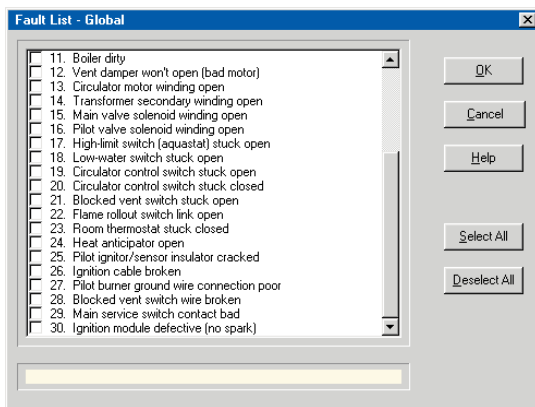 Fault List - Global
11. Boiler dirty
12. Vent damper won't open (bad motor)
13. Circulator motor winding open
14. Transformer secondary winding open
15. Main valve solenoid winding open
16. Pilot valve solenoid winding open
17. High-limit switch (aquastat) stuck open
18. Low-water switch stuck open
19. Circulator control switch stuck open
20. Circulator control switch stuck closed
21. Blocked vent switch stuck open
22. Flame rollout switch link open
23. Room thermostat stuck closed
24. Heat anticipator open
25. Pilot ignitor/sensor insulator cracked
26. Ignition cable broken
27. Pilot burner ground wire connection poor
28. Blocked vent switch wire broken
29. Main service switch contact bad
30. Ignition module defective (no spark)
OK
Cancel
Help
Select All
Deselect All